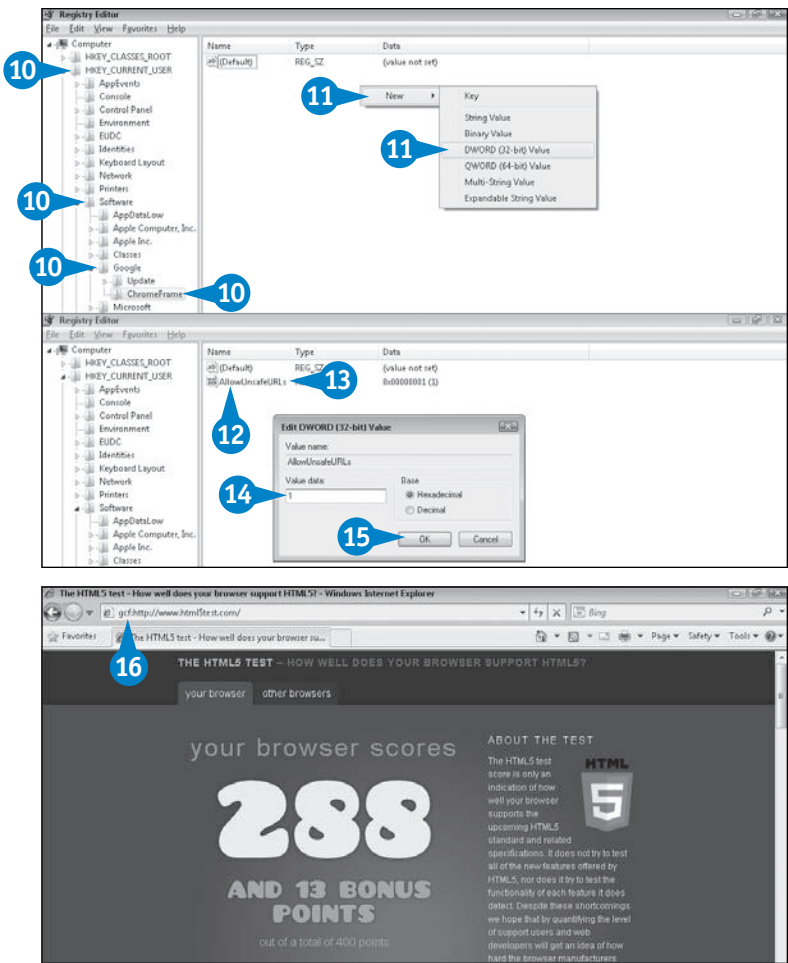 Registry Editor
File Edit View Favorites Help
Computer
HKEY_CLASSES_ROOT
10
HKEY_CURRENT_USER
AppEvents
Console
Control Panel
Environment
EUDC
Identities
Keyboard Layout
Network
Printers
10
Software
AppDataLow
Apple Computer, Inc.
Apple Inc.
Classes
10
Google
Update
ChromeFrame
10
Microsoft
Name Type Data
(Default) REG_SZ (value not set)
11
New
Key
String Value
Binary Value
11
DWORD (32-bit) Value
QWORD (64-bit) Value
Multi-String Value
Expandable String Value
Registry Editor
File Edit View Favorites Help
Computer
HKEY_CLASSES_ROOT
HKEY_CURRENT_USER
AppEvents
Console
Control Panel
Environment
EUDC
Identities
Keyboard Layout
Network
Printers
Software
AppDataLow
Apple Computer, Inc.
Apple Inc.
Classes
Name Type Data
(Default) REG_SZ (value not set)
AllowUnsafeURLs 0x00000001 (1)
13
12
Edit DWORD (32-bit) Value
Value name:
AllowUnsafeURLs
Value data: Base
14
1
Hexadecimal
Decimal
15
OK Cancel
The HTML5 test - How well does your browser support HTML5? - Windows Internet Explorer
gcf:http://www.html5test.com/
Bing
Favorites
The HTML5 test - How well does your browser su...
Page Safety Tools
16
THE HTML5 TEST – HOW WELL DOES YOUR BROWSER SUPPORT HTML5?
your browser other browsers
your browser scores
288
AND 13 BONUS
POINTS
out of a total of 400 points
ABOUT THE TEST
HTML
5
The HTML5 test
score is only an
indication of how
well your browser
supports the
upcoming HTML5
standard and related
specifications. It does not try to test
all of the new features offered by
HTML5, nor does it try to test the
functionality of each feature it does
detect. Despite these shortcomings
we hope that by quantifying the level
of support users and web
developers will get an idea of how
hard the browser manufacturers